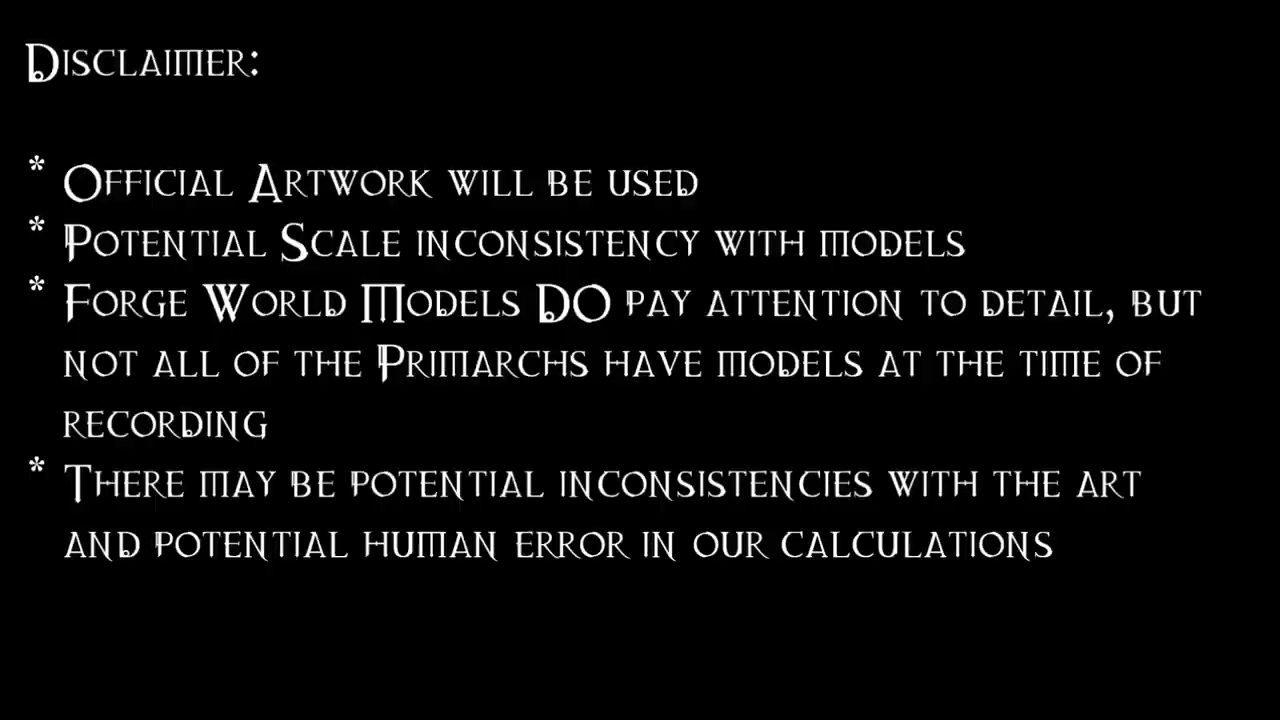 Disclaimer:
* Official Artwork will be used
* Potential Scale inconsistency with models
* Forge World Models DO pay attention to detail, but
not all of the Primarchs have models at the time of
recording
* There may be potential inconsistencies with the art
and potential human error in our calculations